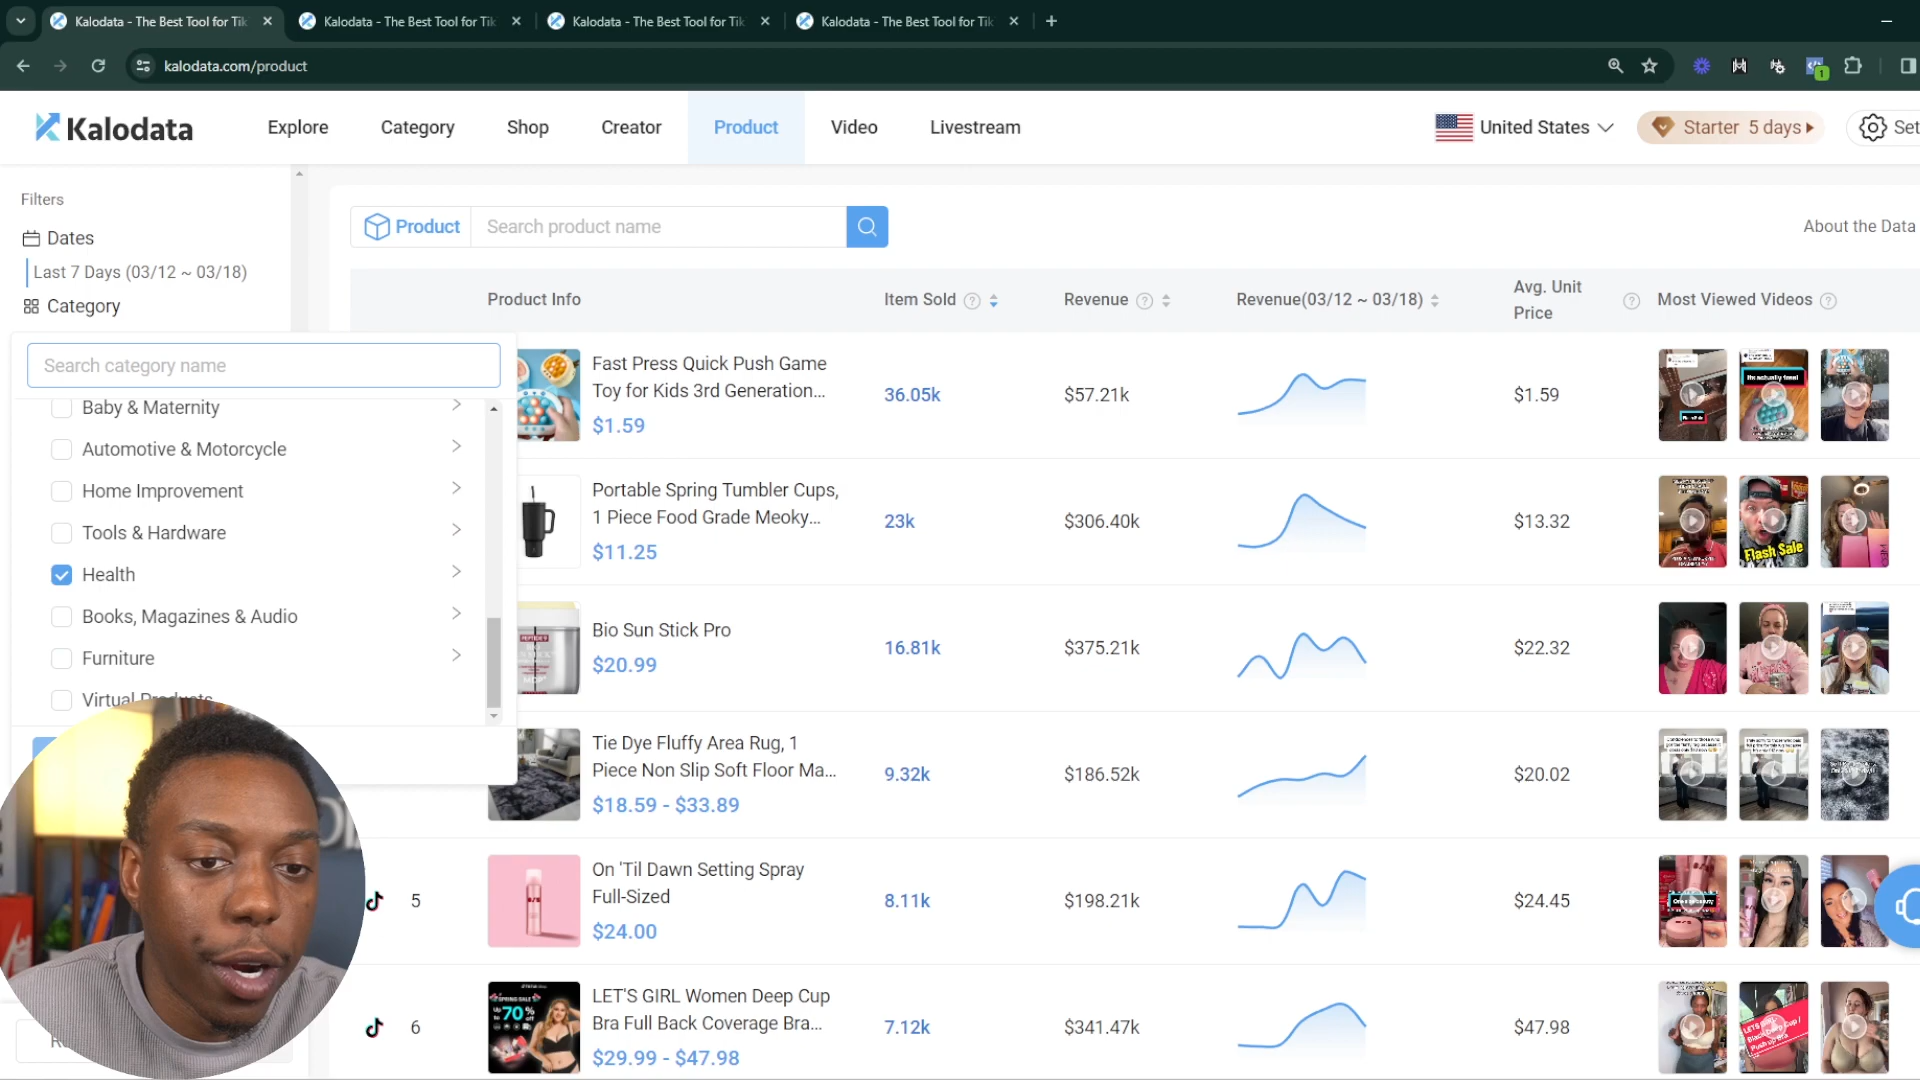 Kalodata - The Best Tool for Tik
Kalodata - The Best Tool for Tik
Kalodata - The Best Tool for Tik
Kalodata - The Best Tool for Tik
kalodata.com/product
1
Kalodata
Explore
Category
Shop
Creator
Product
Video
Livestream
United States
Starter 5 days
Set
Filters
Dates
Last 7 Days (03/12 ~ 03/18)
Category
Search category name
Baby & Maternity
Automotive & Motorcycle
Home Improvement
Tools & Hardware
Health
Books, Magazines & Audio
Furniture
Virtual Products
Product
Search product name
About the Data
Product Info
Item Sold
Revenue
Revenue(03/12 ~ 03/18)
Avg. Unit
Price
Most Viewed Videos
Fast Press Quick Push Game
Toy for Kids 3rd Generation...
$1.59
36.05k
$57.21k
$1.59
Portable Spring Tumbler Cups,
1 Piece Food Grade Meoky...
$11.25
23k
$306.40k
$13.32
Flash Sale
Bio Sun Stick Pro
$20.99
16.81k
$375.21k
$22.32
Tie Dye Fluffy Area Rug, 1
Piece Non Slip Soft Floor Ma...
$18.59 - $33.89
9.32k
$186.52k
$20.02
5
On 'Til Dawn Setting Spray
Full-Sized
$24.00
8.11k
$198.21k
$24.45
6
LET'S GIRL Women Deep Cup
Bra Full Back Coverage Bra...
$29.99 - $47.98
7.12k
$341.47k
$47.98
SPRING SALE
Up to 70%